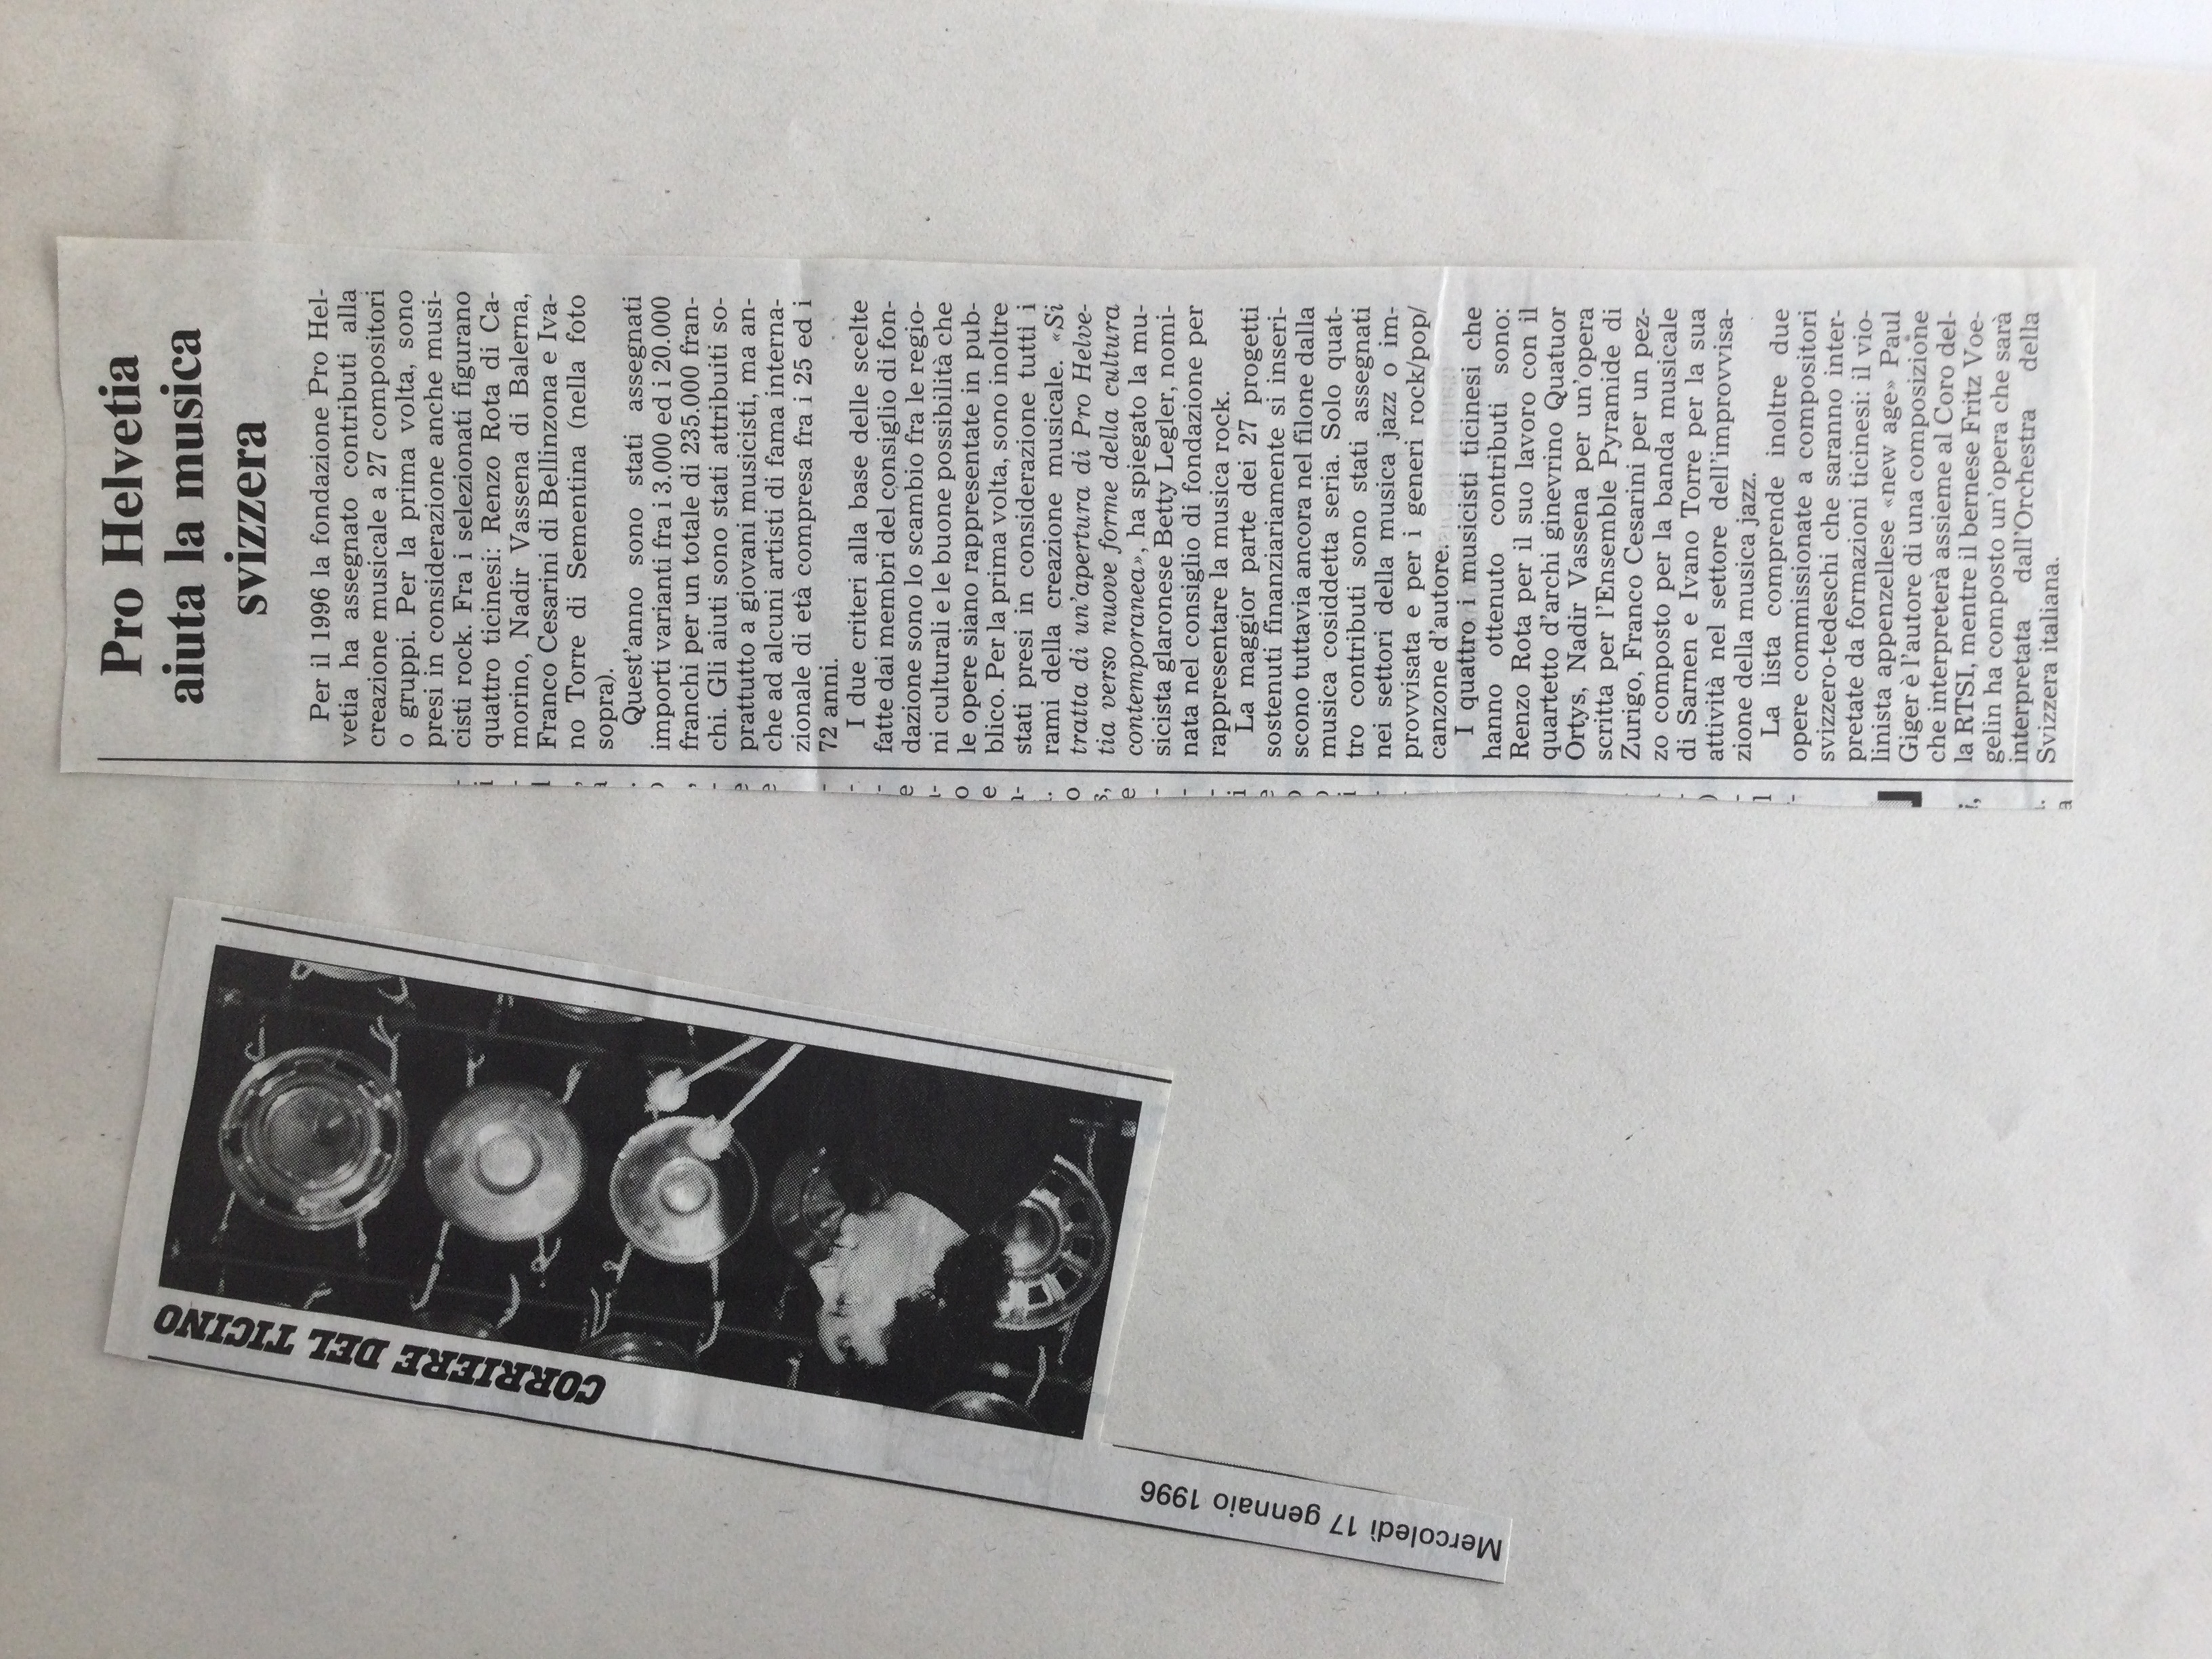 Pro Helvetia
aiuta la musica
svizzera
Per il 1996 la fondazione Pro Hel-
vetia ha assegnato contributi alla
creazione musicale a 27 compositori
o gruppi. Per la prima volta, sono
presi in considerazione anche musi-
cisti rock. Fra i selezionati figurano
quattro ticinesi: Renzo Rota di Ca-
morino, Nadir Vassena di Balerna,
Franco Cesarini di Bellinzona e Iva-
no Torre di Sementina (nella foto
sopra).
Quest'anno sono stati assegnati
importi varianti fra i 3.000 ed i 20.000
franchi per un totale di 235.000 fran-
chi. Gli aiuti sono stati attribuiti so-
prattutto a giovani musicisti, ma an-
che ad alcuni artisti di fama interna-
zionale di età compresa fra i 25 ed i
72 anni.
I due criteri alla base delle scelte
fatte dai membri del consiglio di fon-
dazione sono lo scambio fra le regio-
ni culturali e le buone possibilità che
le opere siano rappresentate in pub-
blico. Per la prima volta, sono inoltre
stati presi in considerazione tutti i
rami della creazione musicale. «Si
tratta di un'apertura di Pro Helve-
tia verso nuove forme della cultura
contemporanea», ha spiegato la mu-
sicista glaronese Betty Legler, nomi-
nata nel consiglio di fondazione per
rappresentare la musica rock.
La maggior parte dei 27 progetti
sostenuti finanziariamente si inseri-
scono tuttavia ancora nel filone dalla
musica cosiddetta seria. Solo quat-
tro contributi sono stati assegnati
nei settori della musica jazz o im-
provvisata e per i generi rock/pop/
canzone d'autore.
I quattro i musicisti ticinesi che
hanno ottenuto contributi sono:
Renzo Rota per il suo lavoro con il
quartetto d'archi ginevrino Quatuor
Ortys, Nadir Vassena per un'opera
scritta per l'Ensemble Pyramide di
Zurigo, Franco Cesarini per un pez-
zo composto per la banda musicale
di Sarnen e Ivano Torre per la sua
attività nel settore dell'improvvisa-
zione della musica jazz.
La lista comprende inoltre due
opere commissionate a compositori
svizzero-tedeschi che saranno inter-
pretate da formazioni ticinesi: il vio-
linista appenzellese «new age» Paul
Giger è l'autore di una composizione
che interpreterà assieme al Coro del-
la RTSI, mentre il bernese Fritz Voe-
gelin ha composto un'opera che sarà
interpretata dall'Orchestra della
Svizzera italiana.
CORRIERE DEL TICINO
Mercoledì 17 gennaio 1996